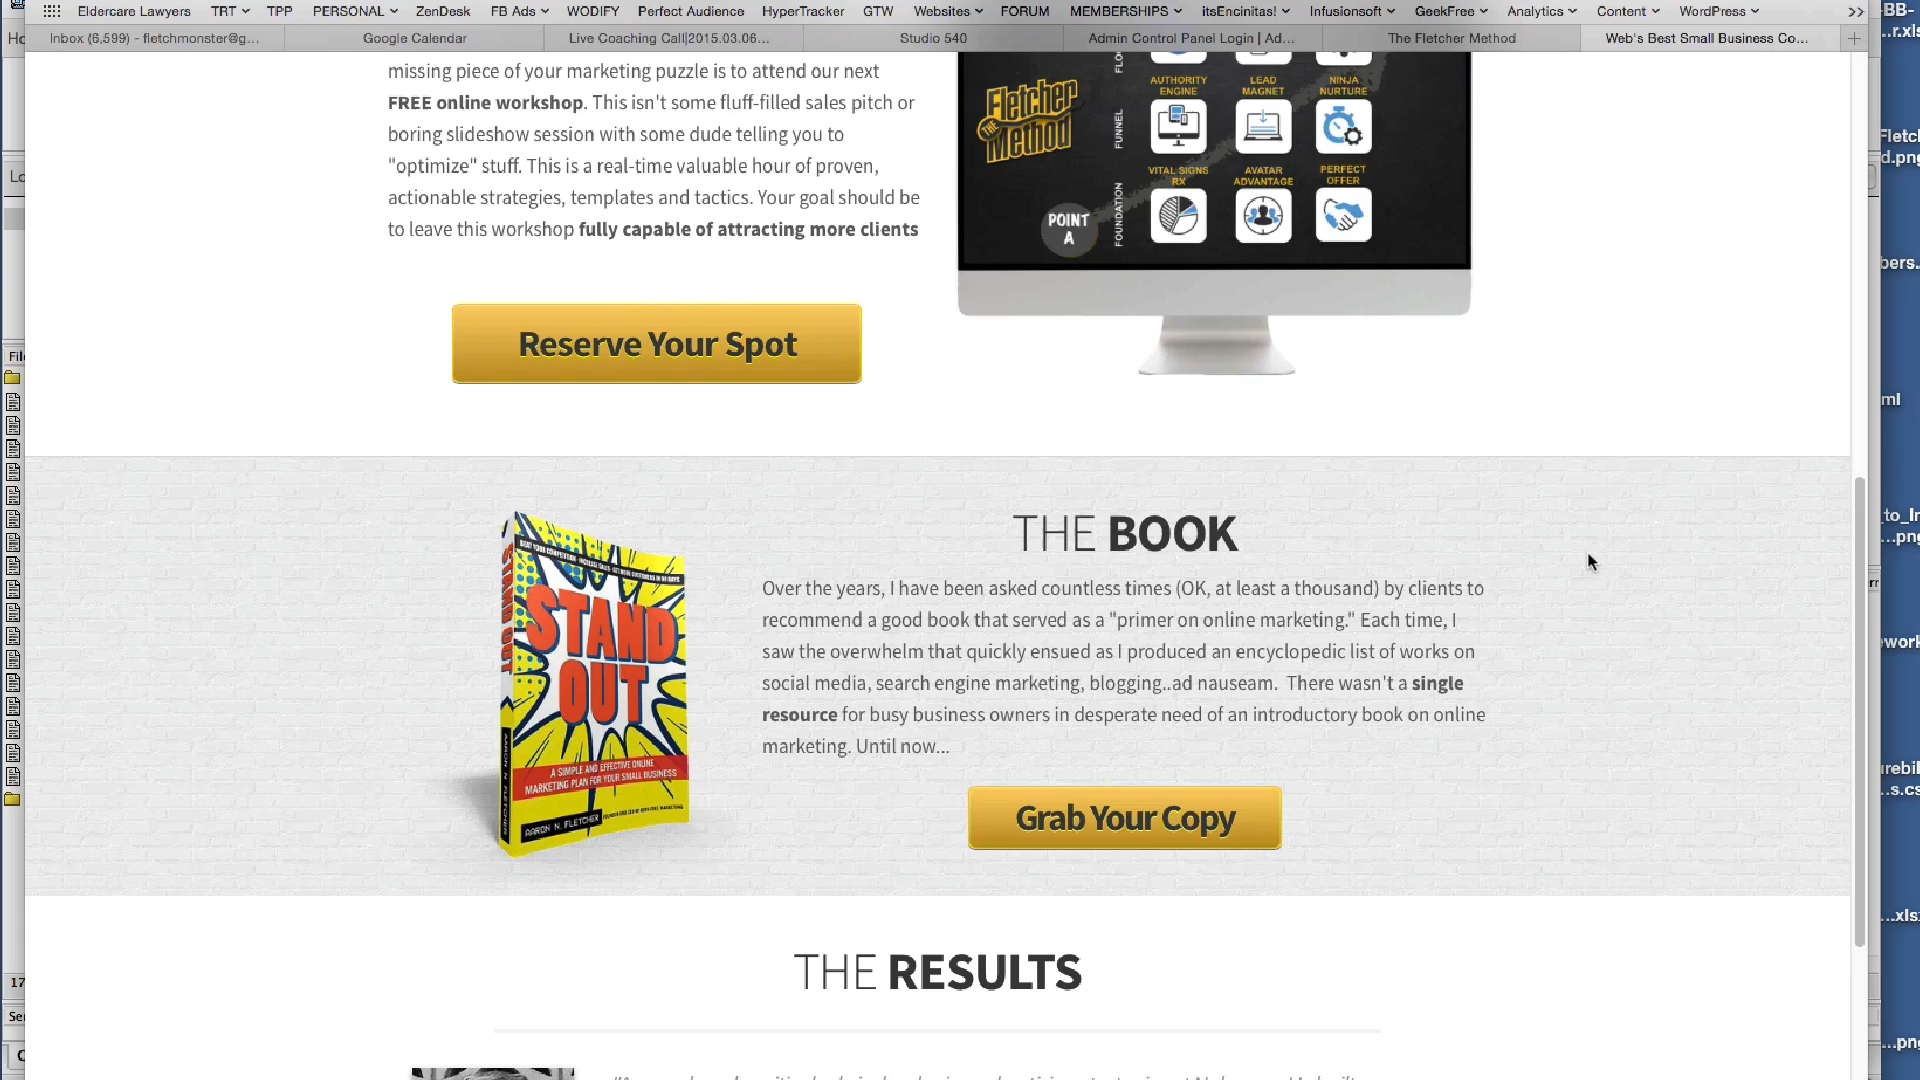 Eldercare Lawyers TRT TPP PERSONAL ZenDesk FB Ads WODIFY Perfect Audience HyperTracker GTW Websites FORUM MEMBERSHIPS itsEncinitas! Infusionsoft GeekFree Analytics Content WordPress >>
Inbox (6,599) - fletchmonster@g... Google Calendar Live Coaching Call|2015.03.06... Studio 540 Admin Control Panel Login | Ad... The Fletcher Method Web's Best Small Business Co... +
missing piece of your marketing puzzle is to attend our next
FREE online workshop. This isn't some fluff-filled sales pitch or
boring slideshow session with some dude telling you to
"optimize" stuff. This is a real-time valuable hour of proven,
actionable strategies, templates and tactics. Your goal should be
to leave this workshop fully capable of attracting more clients
Reserve Your Spot
Fletcher
THE
Method
FUNNEL
AUTHORITY ENGINE
LEAD MAGNET
NINJA NURTURE
FOUNDATION
VITAL SIGNS RX
AVATAR ADVANTAGE
PERFECT OFFER
POINT
A
THE BOOK
Over the years, I have been asked countless times (OK, at least a thousand) by clients to
recommend a good book that served as a "primer on online marketing." Each time, I
saw the overwhelm that quickly ensued as I produced an encyclopedic list of works on
social media, search engine marketing, blogging..ad nauseam. There wasn't a single
resource for busy business owners in desperate need of an introductory book on online
marketing. Until now...
Grab Your Copy
STAND OUT
AARON N. FLETCHER
STAND
OUT
A SIMPLE AND EFFECTIVE ONLINE
MARKETING PLAN FOR YOUR SMALL BUSINESS
AARON N. FLETCHER
THE RESULTS